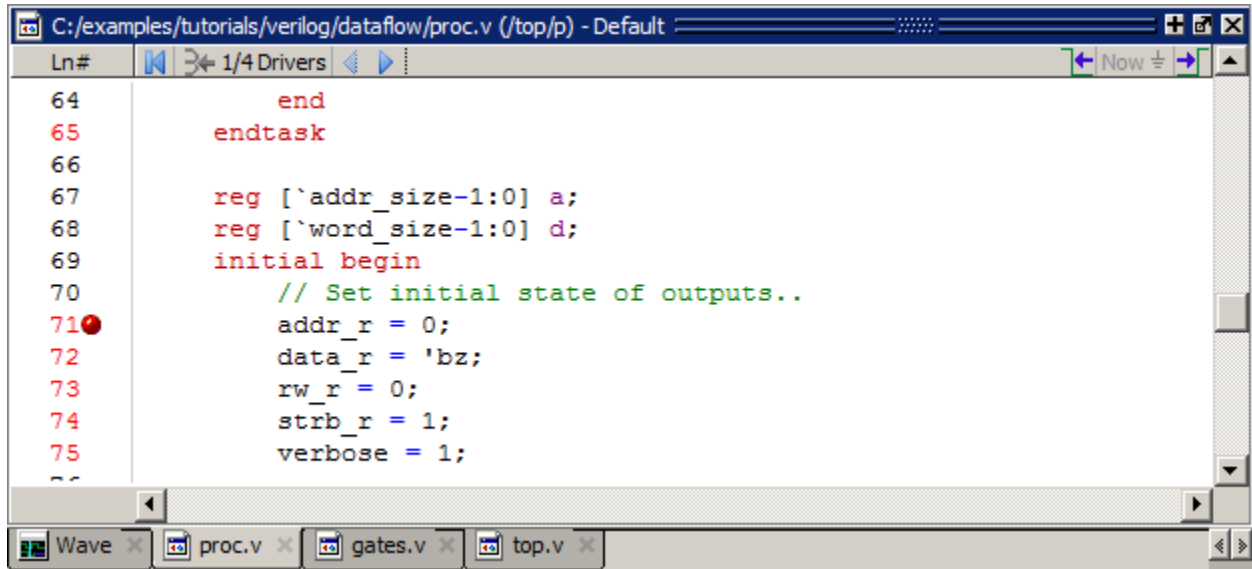 C:/examples/tutorials/verilog/dataflow/proc.v (/top/p) - Default
Ln# 1/4 Drivers Now
64 end
65 endtask
66
67 reg [`addr_size-1:0] a;
68 reg [`word_size-1:0] d;
69 initial begin
70 // Set initial state of outputs..
71 addr_r = 0;
72 data_r = 'bz;
73 rw_r = 0;
74 strb_r = 1;
75 verbose = 1;
Wave proc.v gates.v top.v